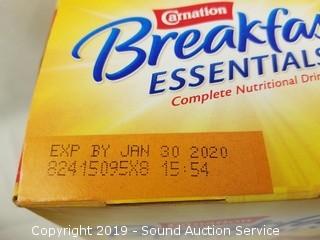 Carnation
Breakfas
ESSENTIALS
Complete Nutritional Drin
EXP BY JAN 30 2020
82415095X8 15:54
Copyright 2019 - Sound Auction Service